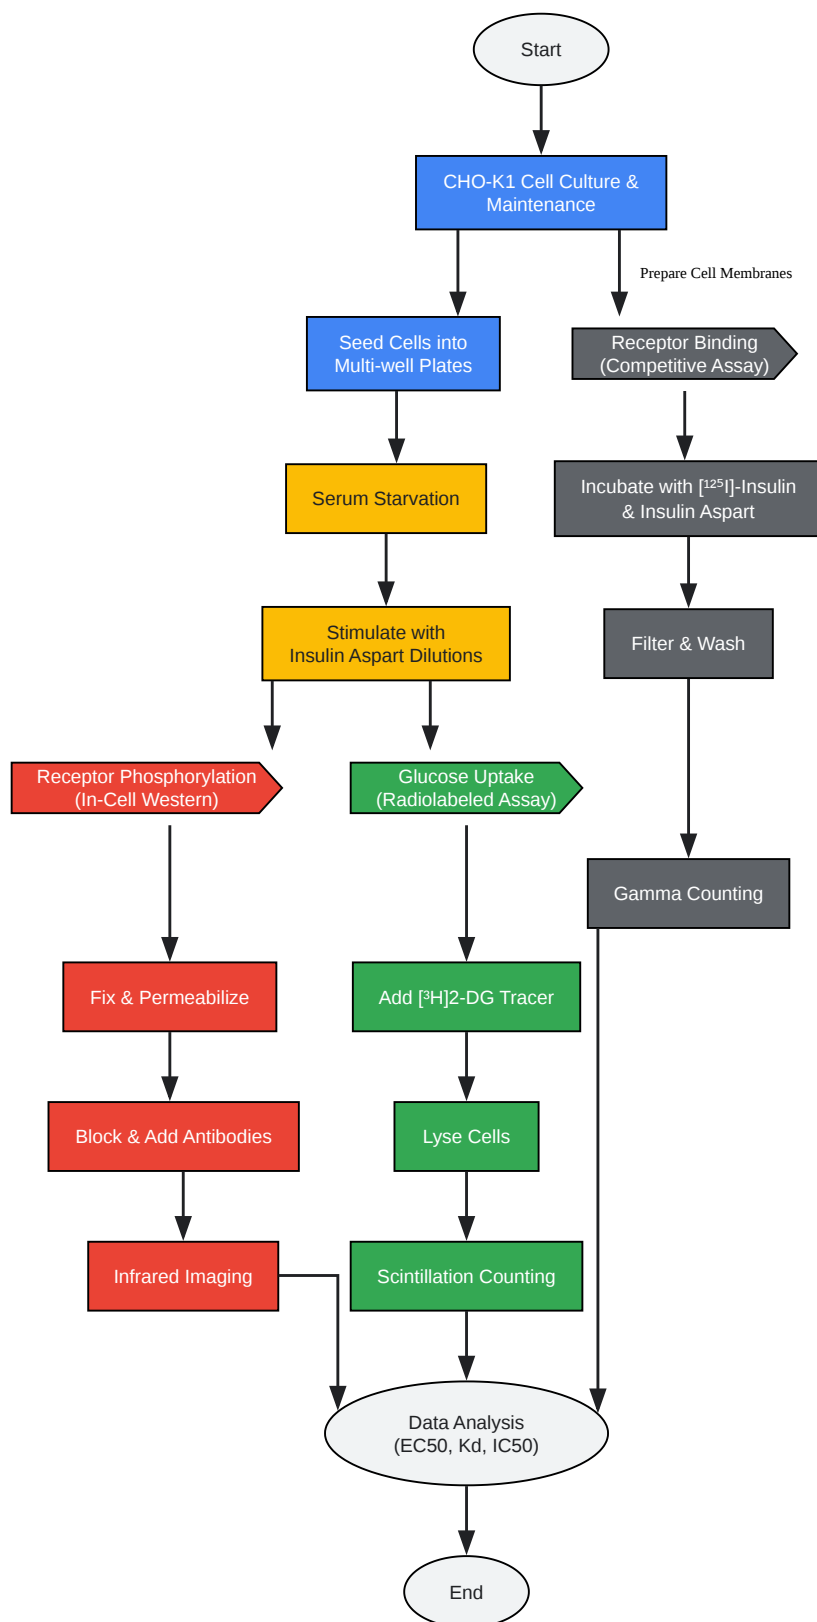 Start
CHO-K1 Cell Culture &
Maintenance
Prepare Cell Membranes
Seed Cells into
Multi-well Plates
Receptor Binding
(Competitive Assay)
Serum Starvation
Incubate with [¹²⁵I]-Insulin
& Insulin Aspart
Stimulate with
Insulin Aspart Dilutions
Filter & Wash
Receptor Phosphorylation
(In-Cell Western)
Glucose Uptake
(Radiolabeled Assay)
Gamma Counting
Fix & Permeabilize
Add [³H]2-DG Tracer
Block & Add Antibodies
Lyse Cells
Infrared Imaging
Scintillation Counting
Data Analysis
(EC50, Kd, IC50)
End